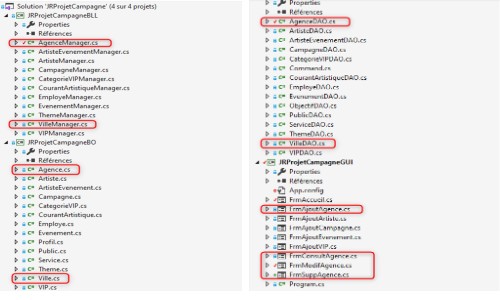 Solution 'JRProjetCampagne' (4 sur 4 projets)
JRProjetCampagneBLL
Properties
Références
AgenceManager.cs
ArtisteEvenementManager.cs
ArtisteManager.cs
CampagneManager.cs
CategorieVIPManager.cs
CourantArtistiqueManager.cs
EmployeManager.cs
EvenementManager.cs
ThemeManager.cs
VilleManager.cs
VIPManager.cs
JRProjetCampagneBO
Properties
Références
Agence.cs
Artiste.cs
ArtisteEvenement.cs
Campagne.cs
CategorieVIP.cs
CourantArtistique.cs
Employe.cs
Evenement.cs
Profil.cs
Public.cs
Service.cs
Theme.cs
Ville.cs
VIP.cs
Properties
Références
AgenceDAO.cs
ArtisteDAO.cs
ArtisteEvenementDAO.cs
CampagneDAO.cs
CategorieVIPDAO.cs
Command.cs
CourantArtistiqueDAO.cs
EmployeDAO.cs
EvenementDAO.cs
ObjectifDAO.cs
PublicDAO.cs
ServiceDAO.cs
ThemeDAO.cs
VilleDAO.cs
VIPDAO.cs
JRProjetCampagneGUI
Properties
Références
App.config
FrmAccueil.cs
FrmAjoutAgence.cs
FrmAjoutArtiste.cs
FrmAjoutCampagne.cs
FrmAjoutEvenement.cs
FrmAjoutVIP.cs
FrmConsultAgence.cs
FrmModifAgence.cs
FrmSuppAgence.cs
Program.cs